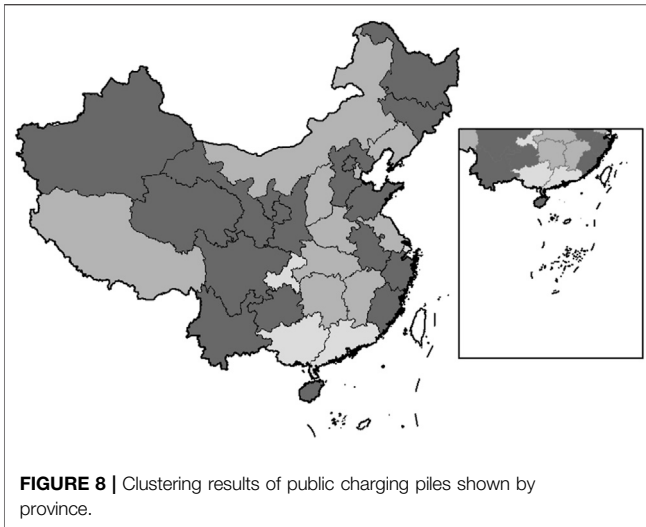 FIGURE 8 | Clustering results of public charging piles shown by
province.